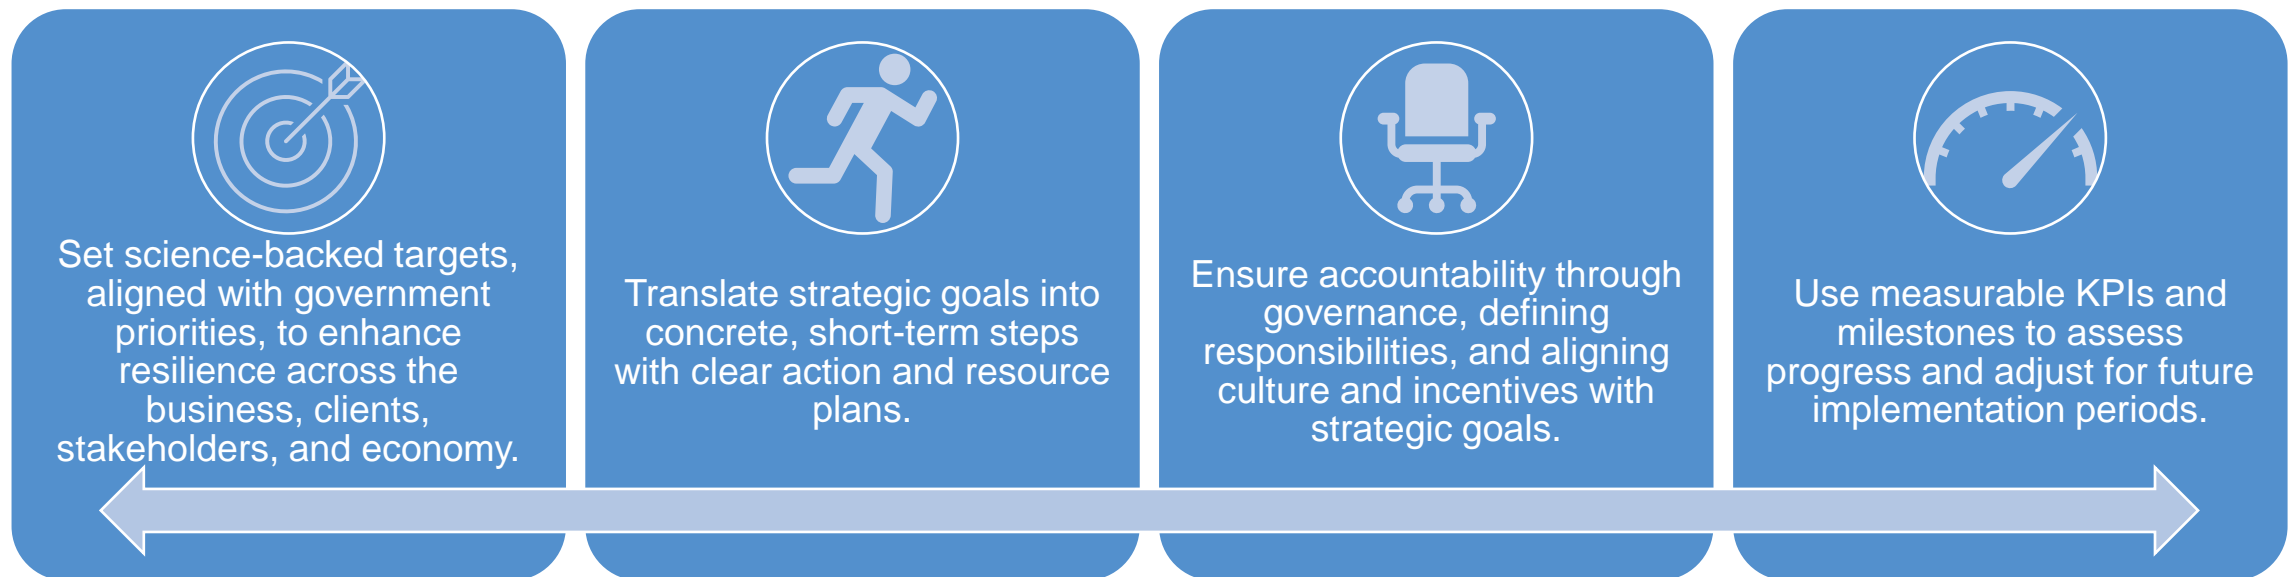 Set science-backed targets,
aligned with government
priorities, to enhance
resilience across the
business, clients,
stakeholders, and economy.
Translate strategic goals into
concrete, short-term steps
with clear action and resource
plans.
Ensure accountability through
governance, defining
responsibilities, and aligning
culture and incentives with
strategic goals.
Use measurable KPIs and
milestones to assess
progress and adjust for future
implementation periods.